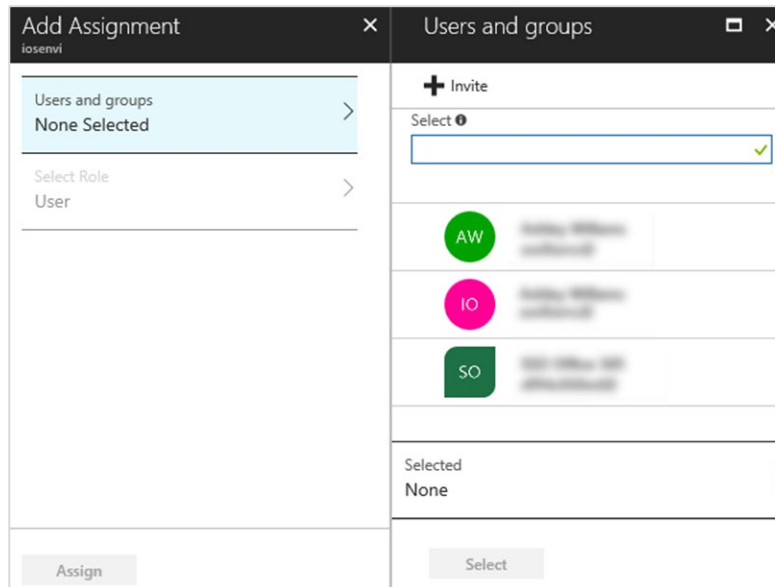 Add Assignment
iosenvi
Users and groups
None Selected
Select Role
User
Assign
Users and groups
Invite
Select
AW
IO
SO
Selected
None
Select